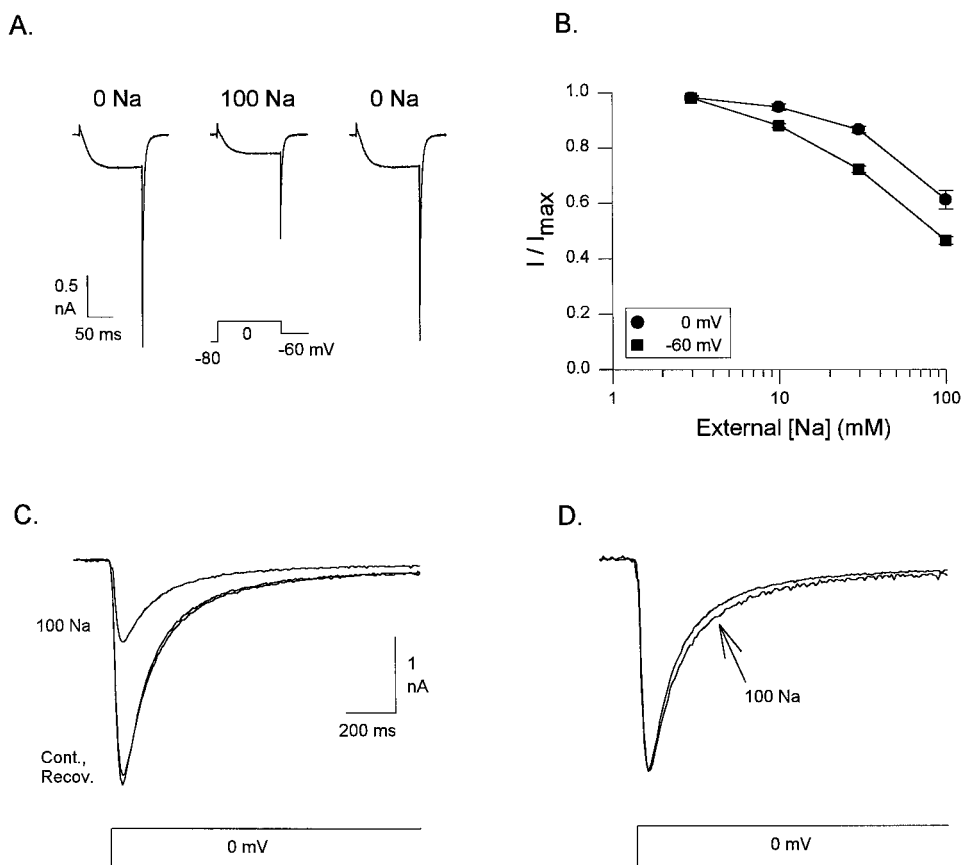 A.
0 Na
100 Na
0 Na
0.5
nA
50 ms
-80
0
-60 mV
B.
1.0
0.8
0.6
0.4
0.2
0.0
I / Imax
0 mV
-60 mV
1
10
100
External [Na] (mM)
C.
100 Na
Cont.,
Recov.
1
nA
200 ms
0 mV
D.
100 Na
0 mV